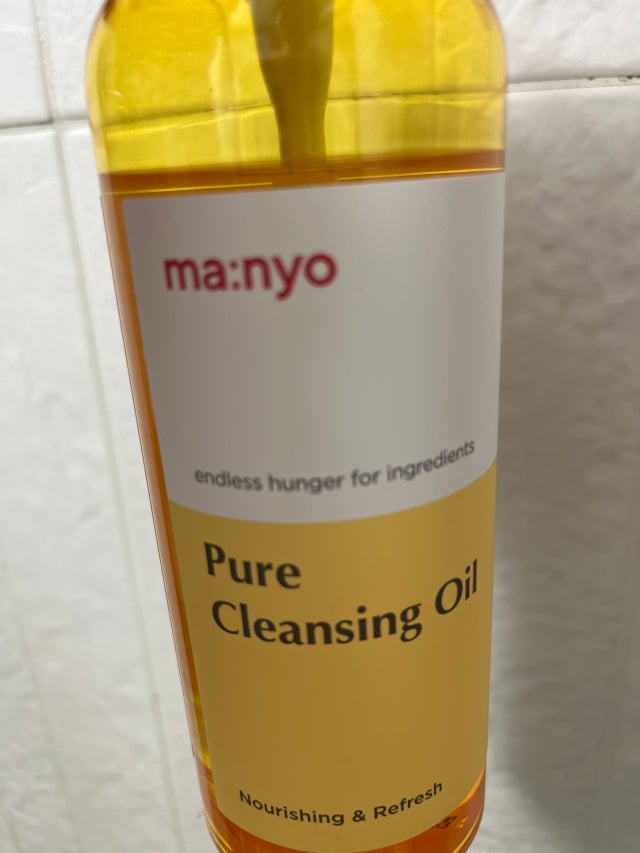 ma:nyo
endless hunger for ingredients
Pure
Cleansing Oil
Nourishing & Refresh